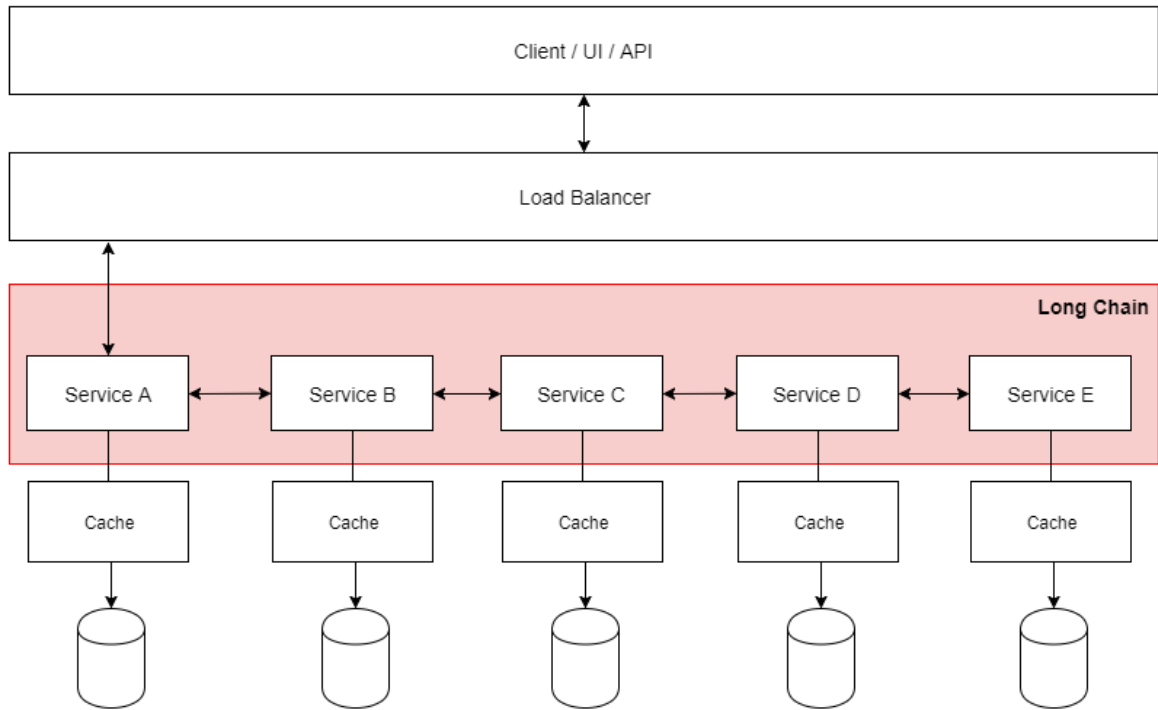 Client / UI / API
Load Balancer
Long Chain
Service A
Service B
Service C
Service D
Service E
Cache
Cache
Cache
Cache
Cache